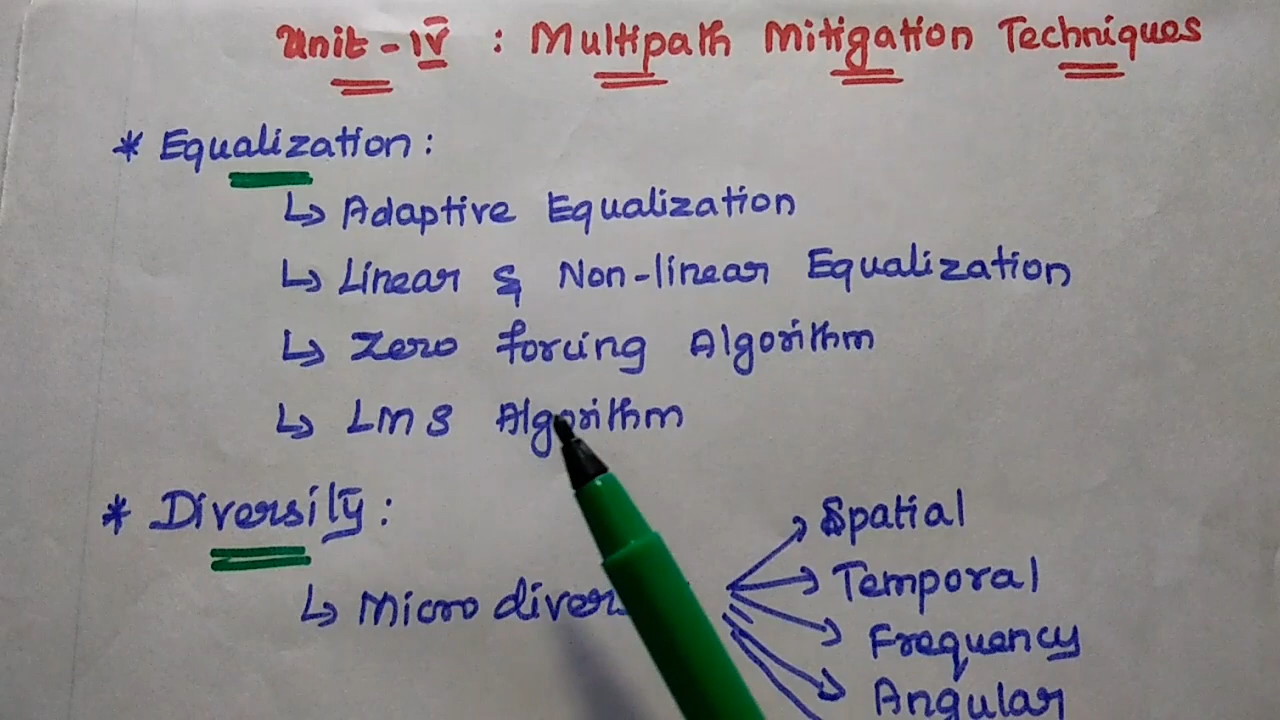 Unit - IV : Multipath Mitigation Techniques
* Equalization :
↳ Adaptive Equalization
↳ Linear & Non-linear Equalization
↳ Zero forcing Algorithm
↳ LMS Algorithm
* Diversity :
↳ Micro
Spatial
Temporal
Frequency
Angular